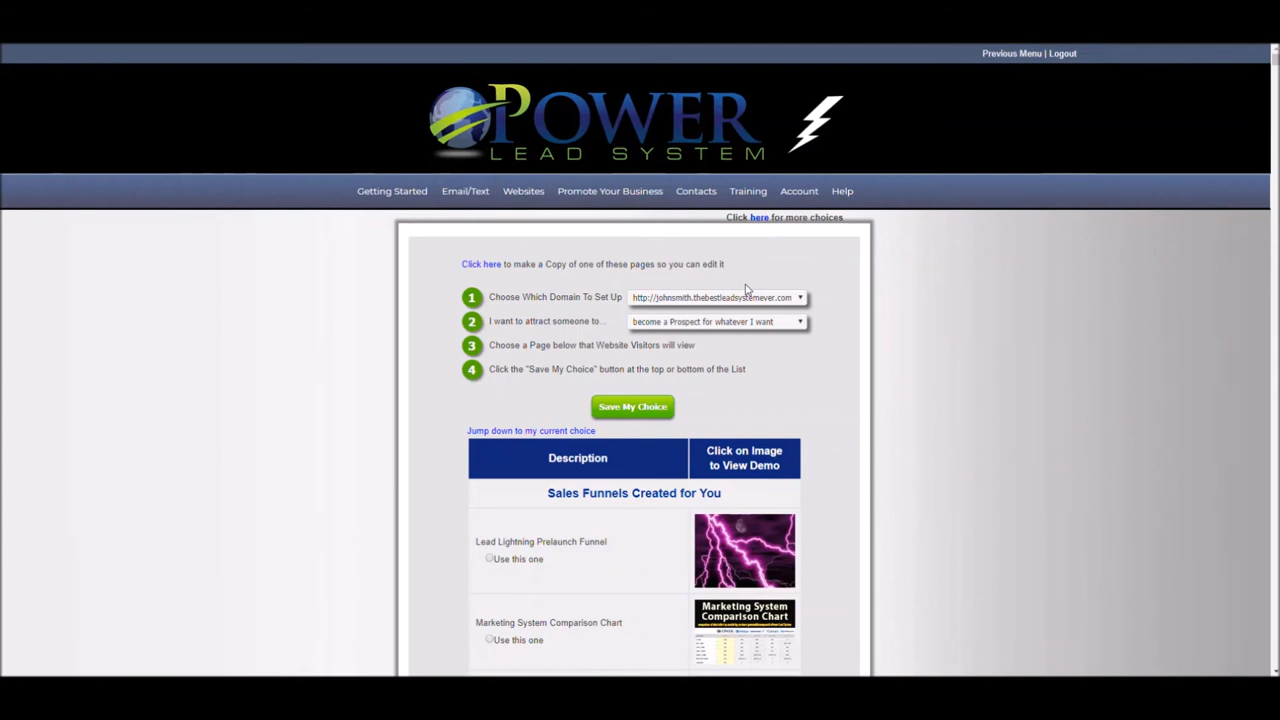 Previous Menu | Logout
POWER
LEAD SYSTEM
Getting Started Email/Text Websites Promote Your Business Contacts Training Account Help
Click here for more choices
Click here to make a Copy of one of these pages so you can edit it
1 Choose Which Domain To Set Up http://johnsmith.thebestleadsystemever.com
2 I want to attract someone to... become a Prospect for whatever I want
3 Choose a Page below that Website Visitors will view
4 Click the "Save My Choice" button at the top or bottom of the List
Save My Choice
Jump down to my current choice
Description
Click on Image
to View Demo
Sales Funnels Created for You
Lead Lightning Prelaunch Funnel
Use this one
Marketing System
Comparison Chart
Marketing System Comparison Chart
Use this one